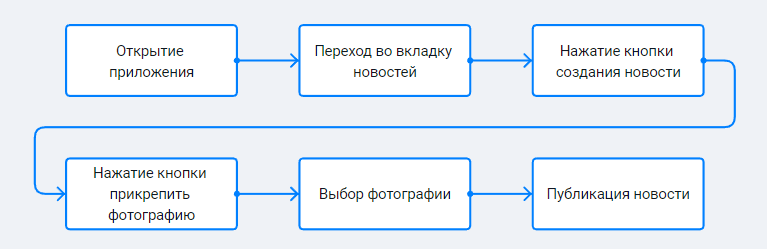 Открытие
приложения
Переход во вкладку
новостей
Нажатие кнопки
создания новости
Нажатие кнопки
прикрепить
фотографию
Выбор фотографии
Публикация новости